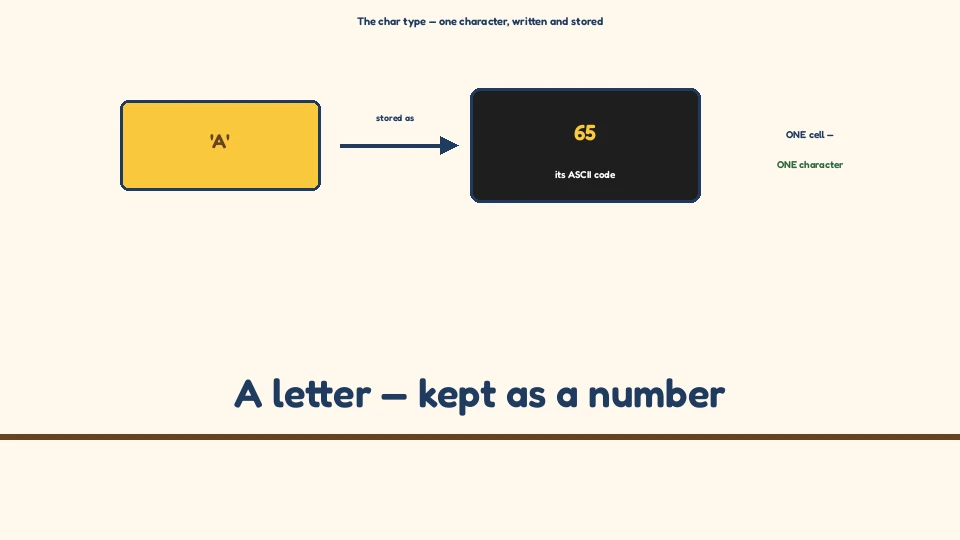 The char type — one character, written and stored
'A'
stored as
65
its ASCII code
ONE cell —
ONE character
A letter — kept as a number